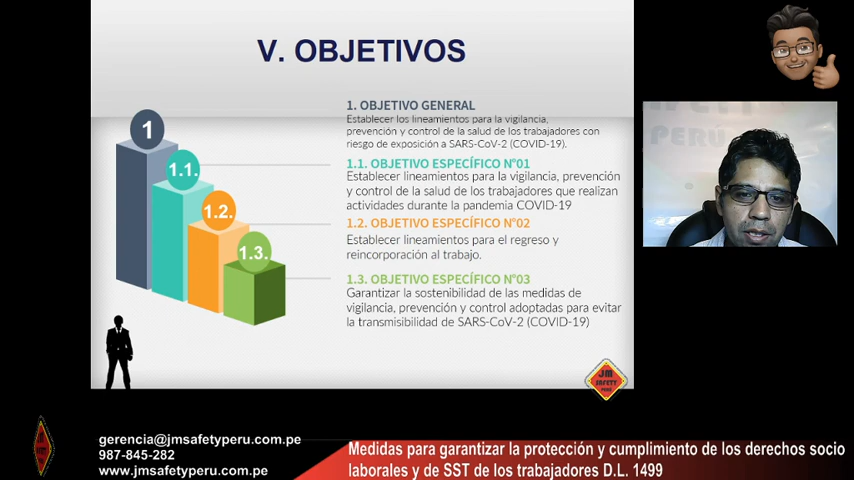 V. OBJETIVOS
1
1.1.
1.2.
1.3.
1. OBJETIVO GENERAL
Establecer los lineamientos para la vigilancia,
prevención y control de la salud de los trabajadores con
riesgo de exposición a SARS-CoV-2 (COVID-19).
1.1. OBJETIVO ESPECÍFICO N°01
Establecer lineamientos para la vigilancia, prevención
y control de la salud de los trabajadores que realizan
actividades durante la pandemia COVID-19
1.2. OBJETIVO ESPECÍFICO N°02
Establecer lineamientos para el regreso y
reincorporación al trabajo.
1.3. OBJETIVO ESPECÍFICO N°03
Garantizar la sostenibilidad de las medidas de
vigilancia, prevención y control adoptadas para evitar
la transmisibilidad de SARS-CoV-2 (COVID-19)
JM
SAFETY
PERÚ
gerencia@jmsafetyperu.com.pe
987-845-282
www.jmsafetyperu.com.pe
Medidas para garantizar la protección y cumplimiento de los derechos socio
laborales y de SST de los trabajadores D.L. 1499